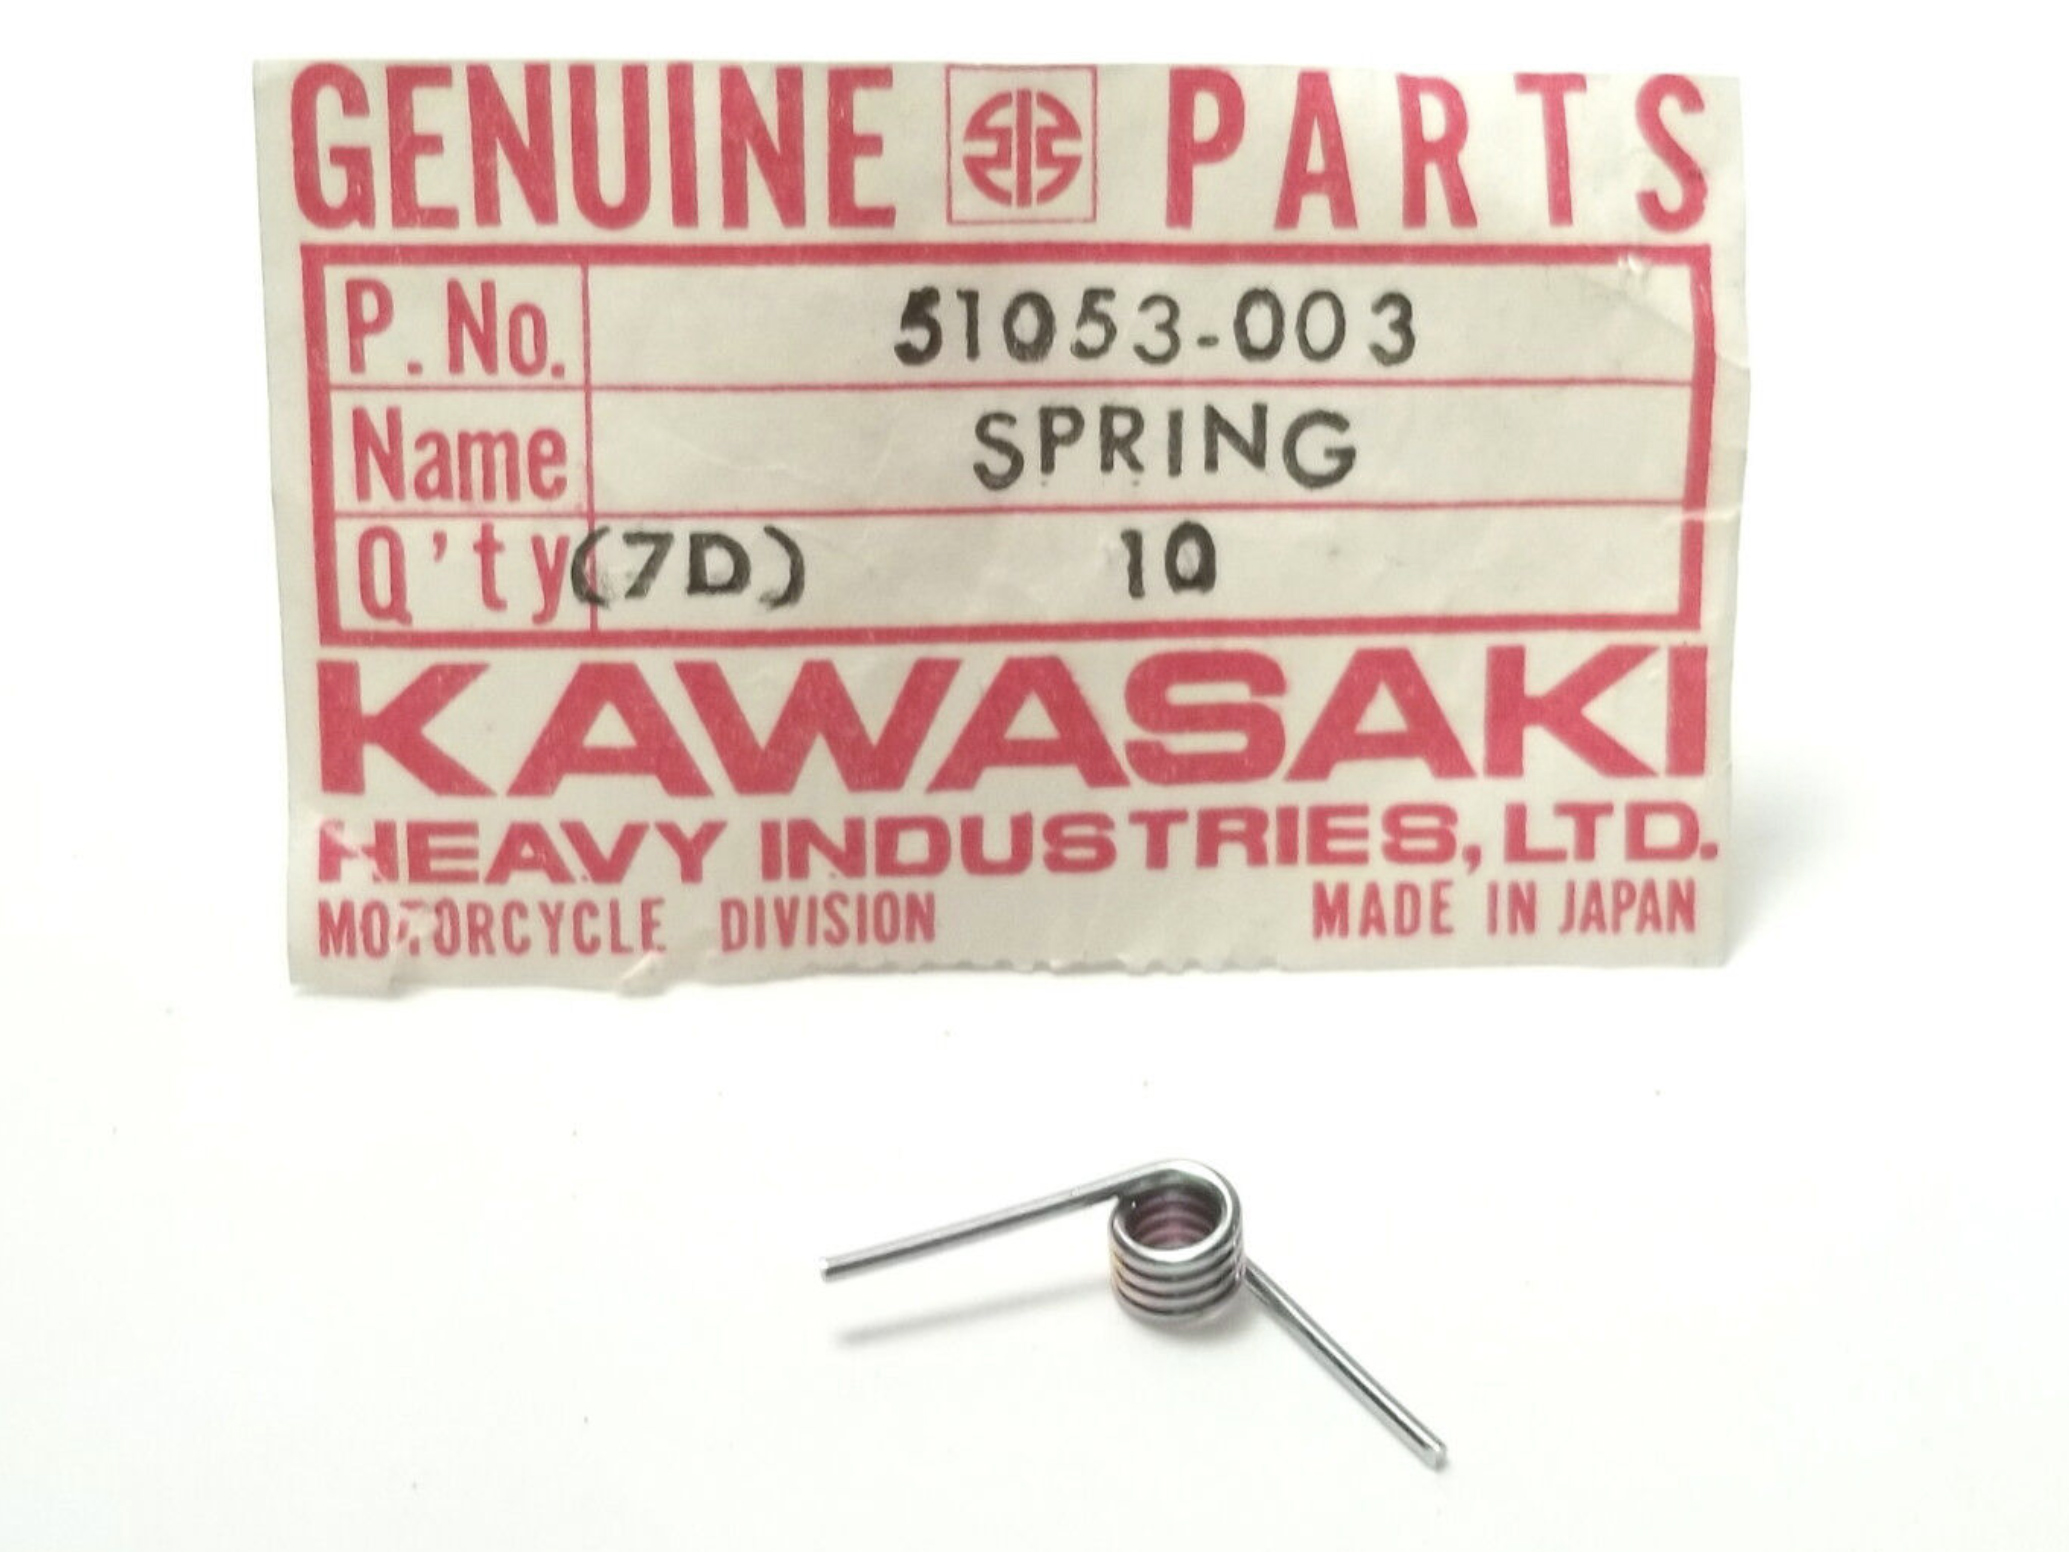 GENUINE PARTS
P. No. 51053-003
Name SPRING
Q'ty (7D) 10
KAWASAKI
HEAVY INDUSTRIES, LTD.
MOTORCYCLE DIVISION MADE IN JAPAN